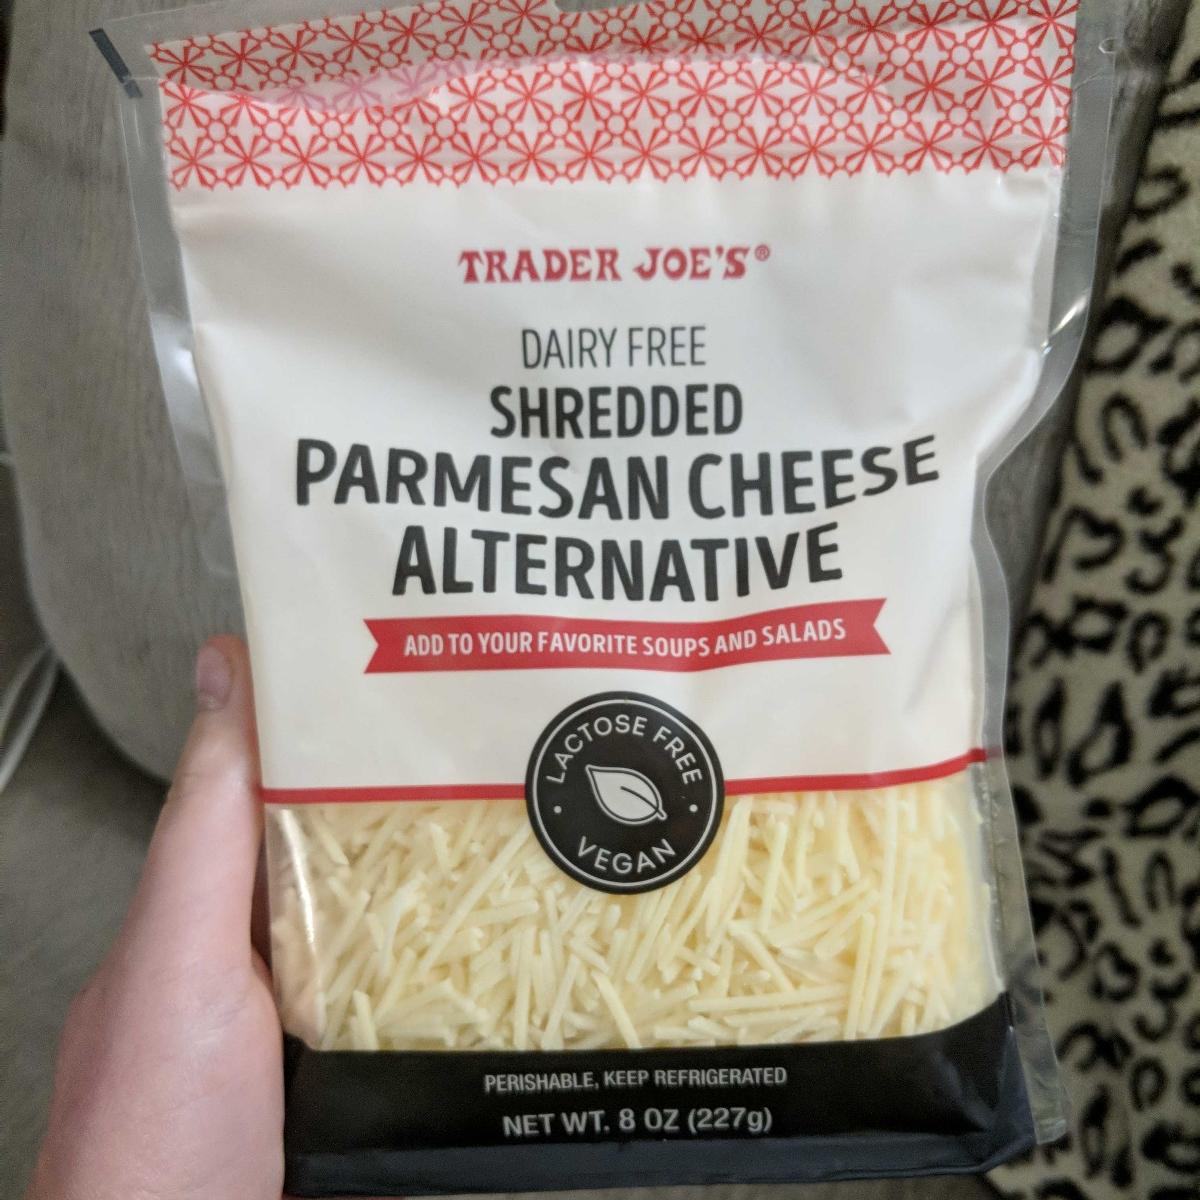 TRADER JOE'S®
DAIRY FREE
SHREDDED
PARMESAN CHEESE
ALTERNATIVE
ADD TO YOUR FAVORITE SOUPS AND SALADS
• LACTOSE FREE •
VEGAN
PERISHABLE, KEEP REFRIGERATED
NET WT. 8 OZ (227g)